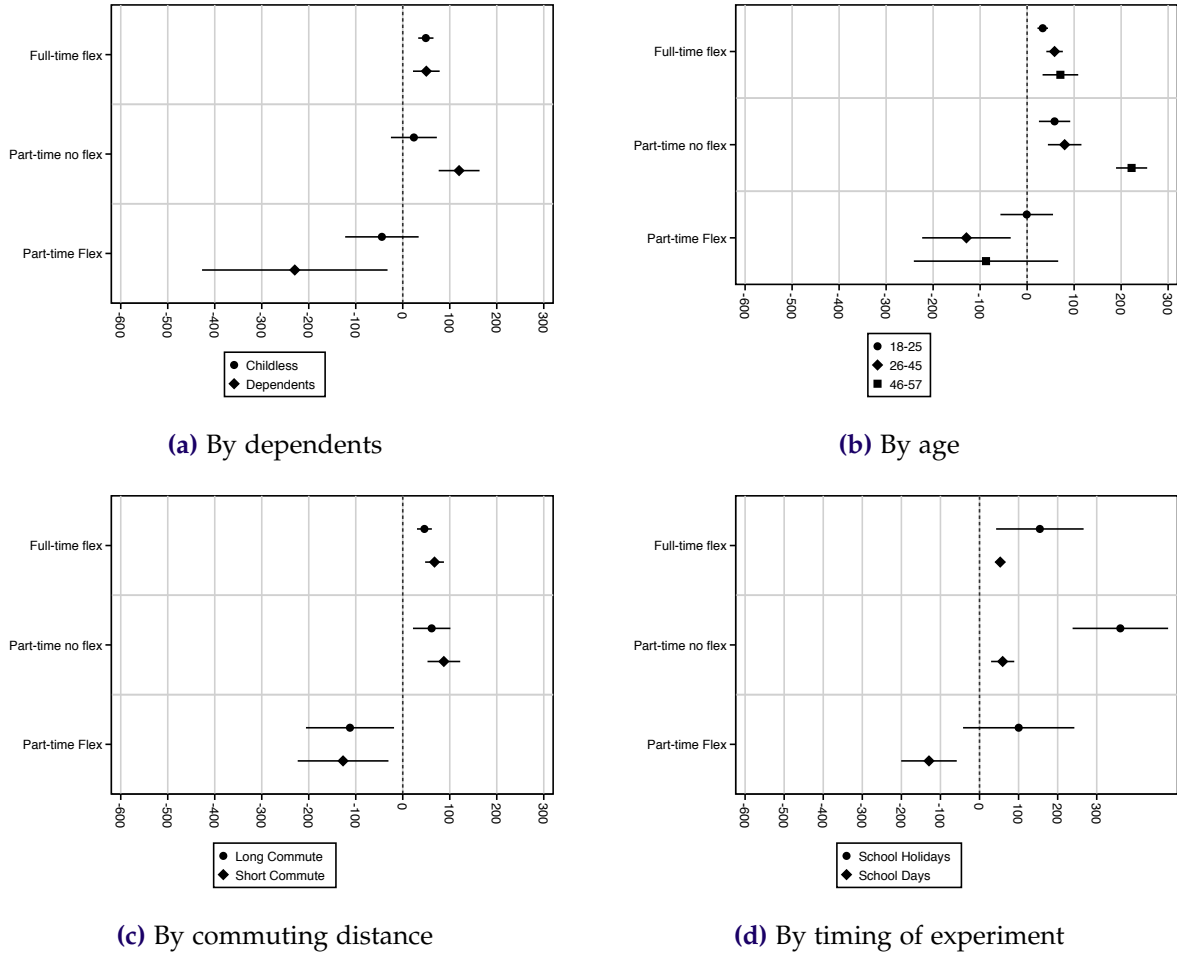 Full-time flex
Part-time no flex
Part-time Flex
-600 -500 -400 -300 -200 -100 0 100 200 300
Childless
Dependents
(a) By dependents
Full-time flex
Part-time no flex
Part-time Flex
-600 -500 -400 -300 -200 -100 0 100 200 300
18-25
26-45
46-57
(b) By age
Full-time flex
Part-time no flex
Part-time Flex
-600 -500 -400 -300 -200 -100 0 100 200 300
Long Commute
Short Commute
(c) By commuting distance
Full-time flex
Part-time no flex
Part-time Flex
-600 -500 -400 -300 -200 -100 0 100 200 300
School Holidays
School Days
(d) By timing of experiment